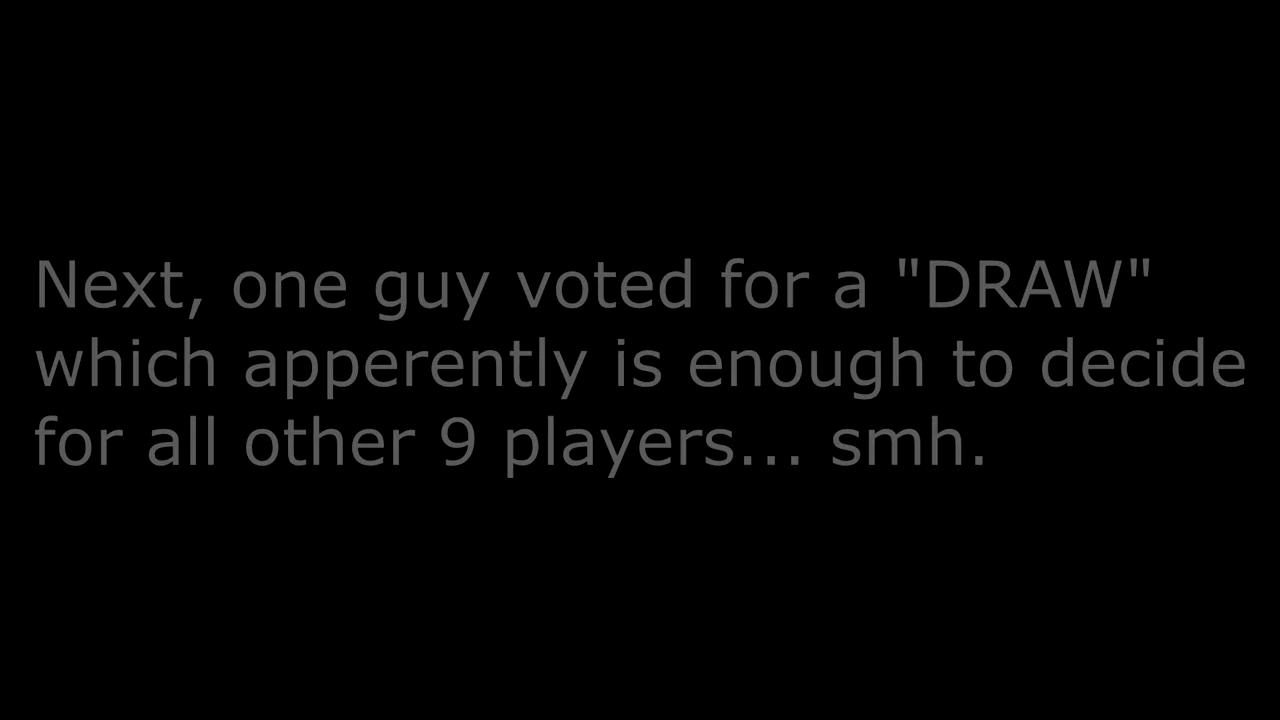 Next, one guy voted for a "DRAW"
which apperently is enough to decide
for all other 9 players... smh.